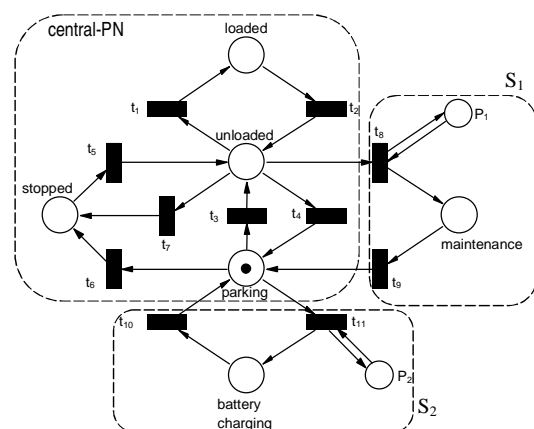 central-PN
loaded
S1
t1
t2
P1
unloaded
t8
t5
stopped
t3
t4
t7
maintenance
t6
t9
parking
t10
t11
P2
battery
charging
S2